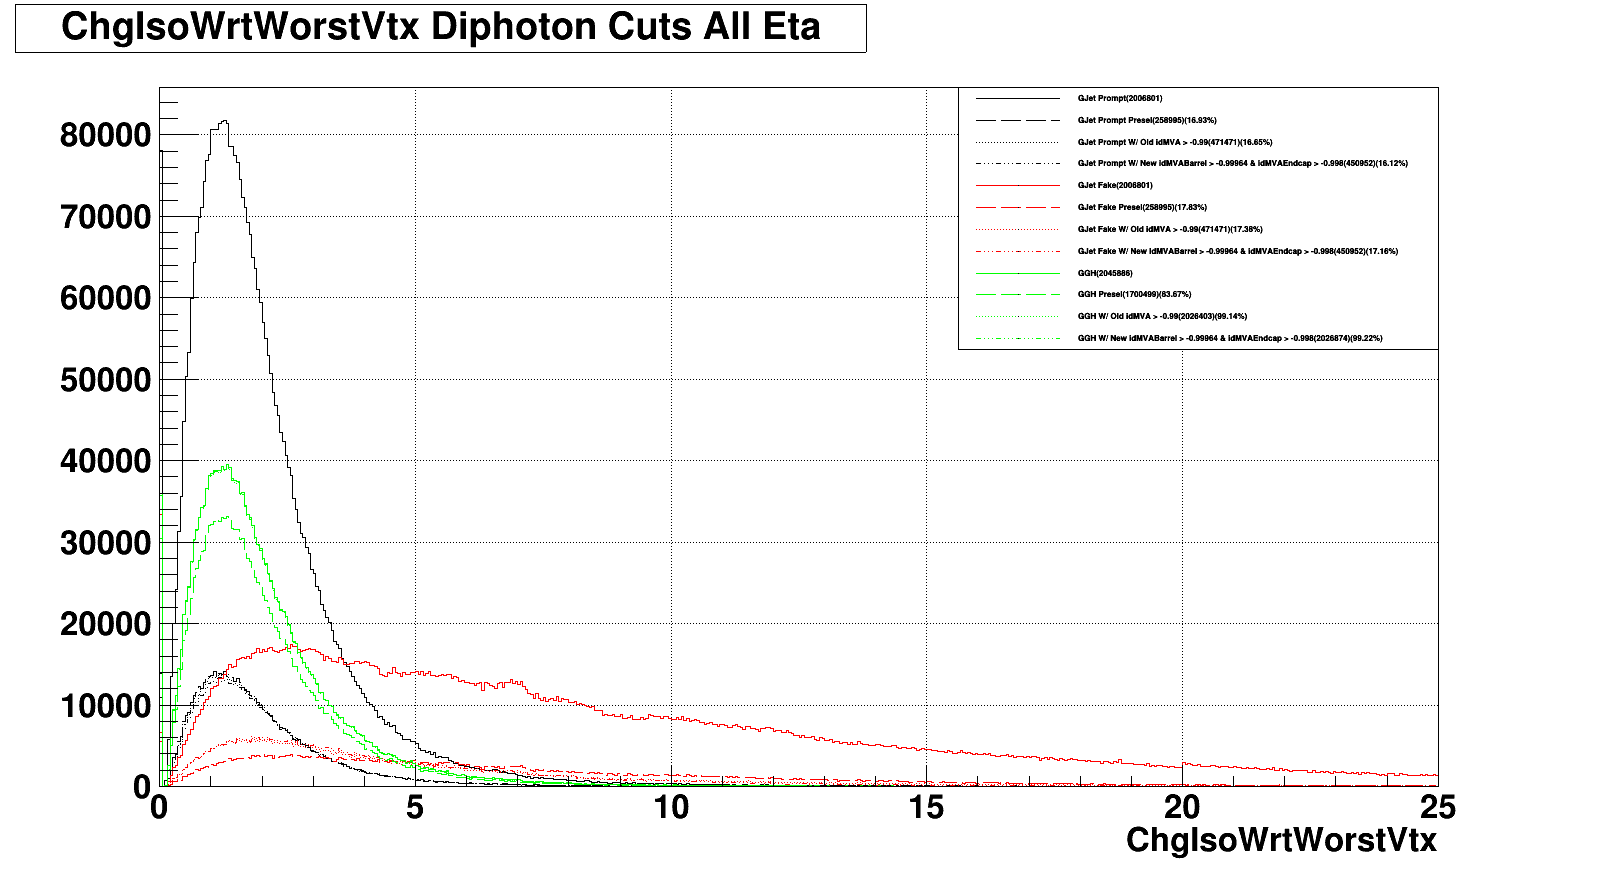 ChgIsoWrtWorstVtx Diphoton Cuts All Eta
GJet Prompt(2006801)
GJet Prompt Presel(258995)(16.93%)
GJet Prompt W/ Old idMVA > -0.99(471471)(16.65%)
GJet Prompt W/ New idMVABarrel > -0.99964 & idMVAEndcap > -0.998(450952)(16.12%)
GJet Fake(2006801)
GJet Fake Presel(258995)(17.83%)
GJet Fake W/ Old idMVA > -0.99(471471)(17.38%)
GJet Fake W/ New idMVABarrel > -0.99964 & idMVAEndcap > -0.998(450952)(17.16%)
GGH(2045886)
GGH Presel(1700499)(83.67%)
GGH W/ Old idMVA > -0.99(2026403)(99.14%)
GGH W/ New idMVABarrel > -0.99964 & idMVAEndcap > -0.998(2026874)(99.22%)
80000
70000
60000
50000
40000
30000
20000
10000
0
0 5 10 15 20 25
ChgIsoWrtWorstVtx